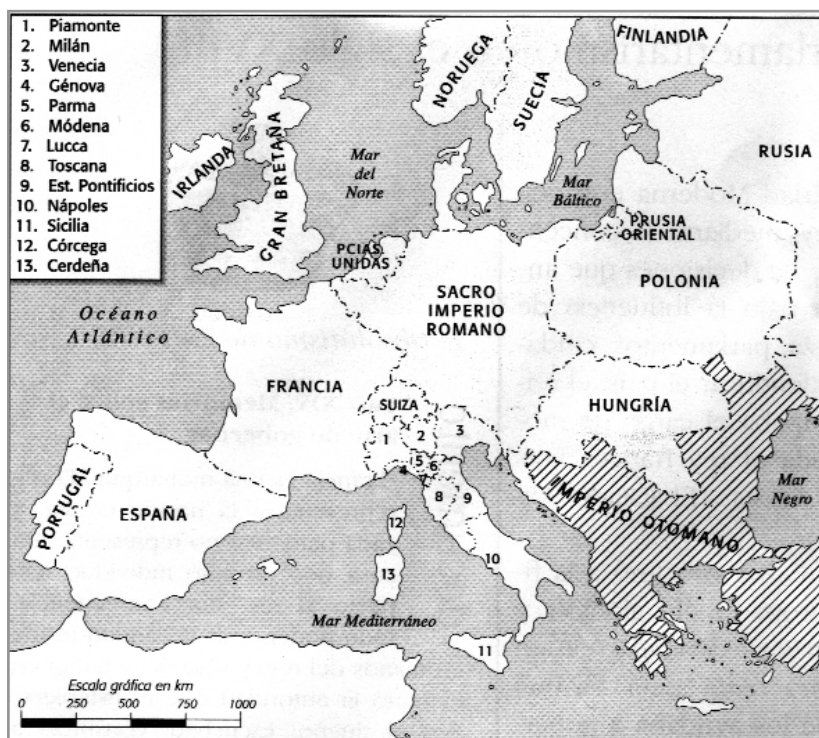 1. Piamonte
2. Milán
3. Venecia
4. Génova
5. Parma
6. Módena
7. Lucca
8. Toscana
9. Est. Pontificios
10. Nápoles
11. Sicilia
12. Córcega
13. Cerdeña
FINLANDIA
NORUEGA
SUECIA
RUSIA
IRLANDA
GRAN BRETAÑA
Mar
del
Norte
Mar
Báltico
PRUSIA
ORIENTAL
PCIAS
UNIDAS
POLONIA
SACRO
IMPERIO
ROMANO
Océano
Atlántico
FRANCIA
SUIZA
HUNGRÍA
1
2
3
4
5
6
8
9
10
11
12
13
Mar
Negro
IMPERIO OTOMANO
PORTUGAL
ESPAÑA
Mar Mediterráneo
Escala gráfica en km
0 250 500 750 1000